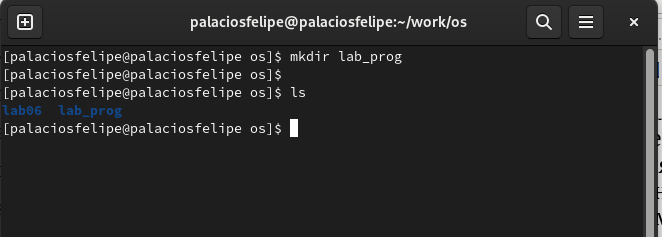 palaciosfelipe@palaciosfelipe:~/work/os
[palaciosfelipe@palaciosfelipe os]$ mkdir lab_prog
[palaciosfelipe@palaciosfelipe os]$
[palaciosfelipe@palaciosfelipe os]$ ls
lab06  lab_prog
[palaciosfelipe@palaciosfelipe os]$